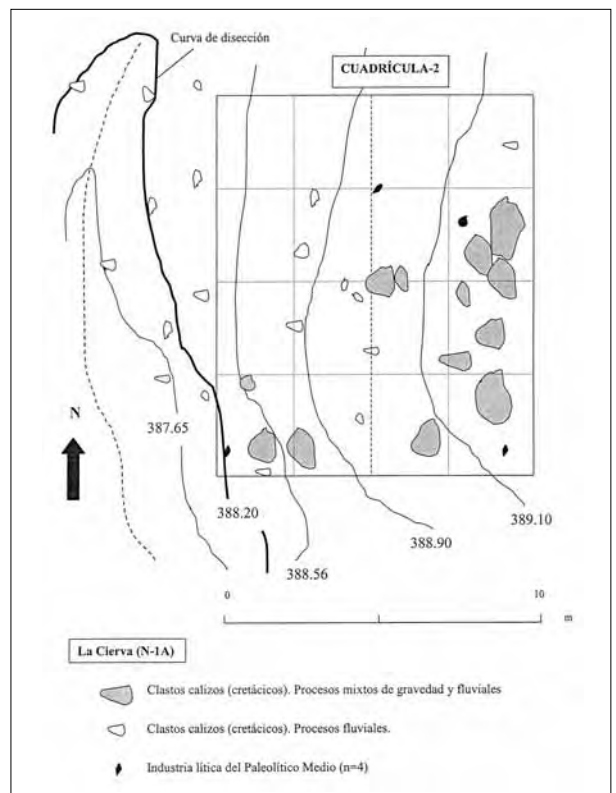 Curva de disección
CUADRÍCULA-2
N
387.65
388.20
388.56
388.90
389.10
0 10
m
La Cierva (N-1A)
Clastos calizos (cretácicos). Procesos mixtos de gravedad y fluviales
Clastos calizos (cretácicos). Procesos fluviales.
Industria lítica del Paleolítico Medio (n=4)